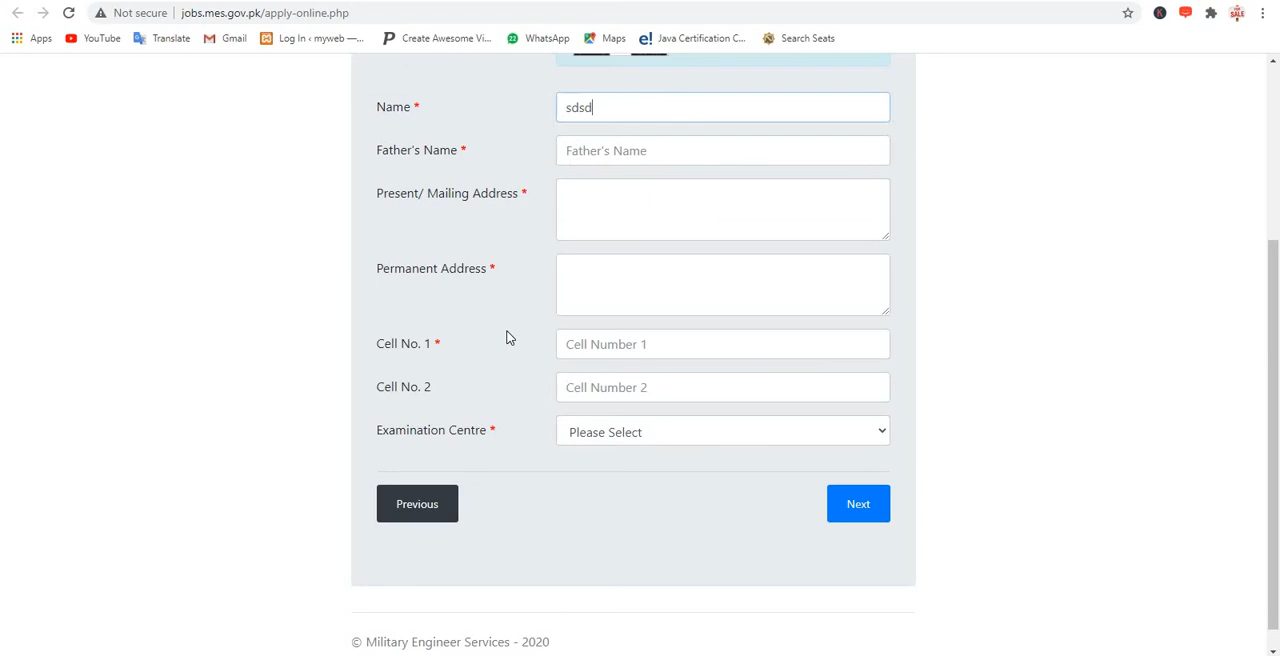 Not secure | jobs.mes.gov.pk/apply-online.php
Apps YouTube Translate Gmail Log In ‹ myweb —... Create Awesome Vi... WhatsApp Maps Java Certification C... Search Seats
Name * sdsd
Father's Name * Father's Name
Present/ Mailing Address *
Permanent Address *
Cell No. 1 * Cell Number 1
Cell No. 2 Cell Number 2
Examination Centre * Please Select
Previous Next
© Military Engineer Services - 2020